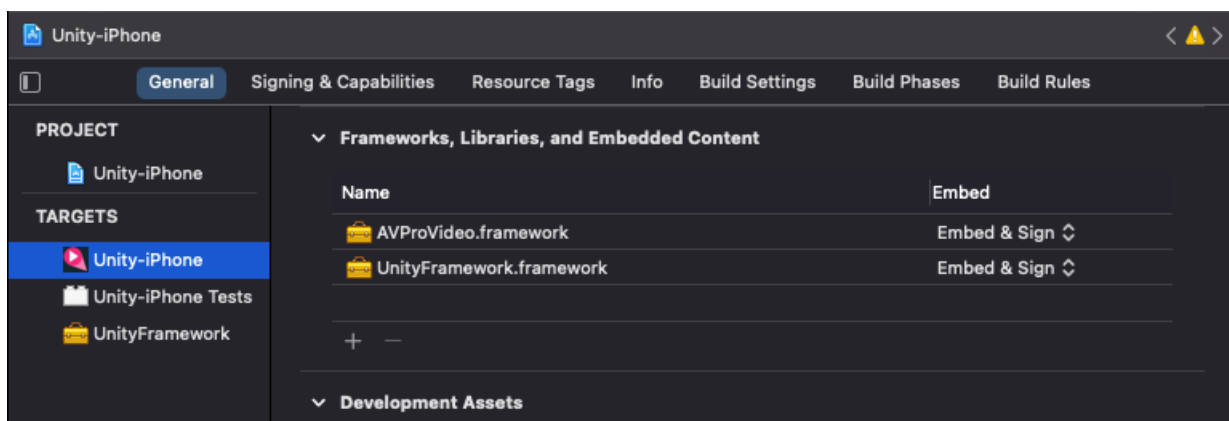 Unity-iPhone
General Signing & Capabilities Resource Tags Info Build Settings Build Phases Build Rules
PROJECT
Unity-iPhone
TARGETS
Unity-iPhone
Unity-iPhone Tests
UnityFramework
Frameworks, Libraries, and Embedded Content
Name Embed
AVProVideo.framework Embed & Sign
UnityFramework.framework Embed & Sign
Development Assets